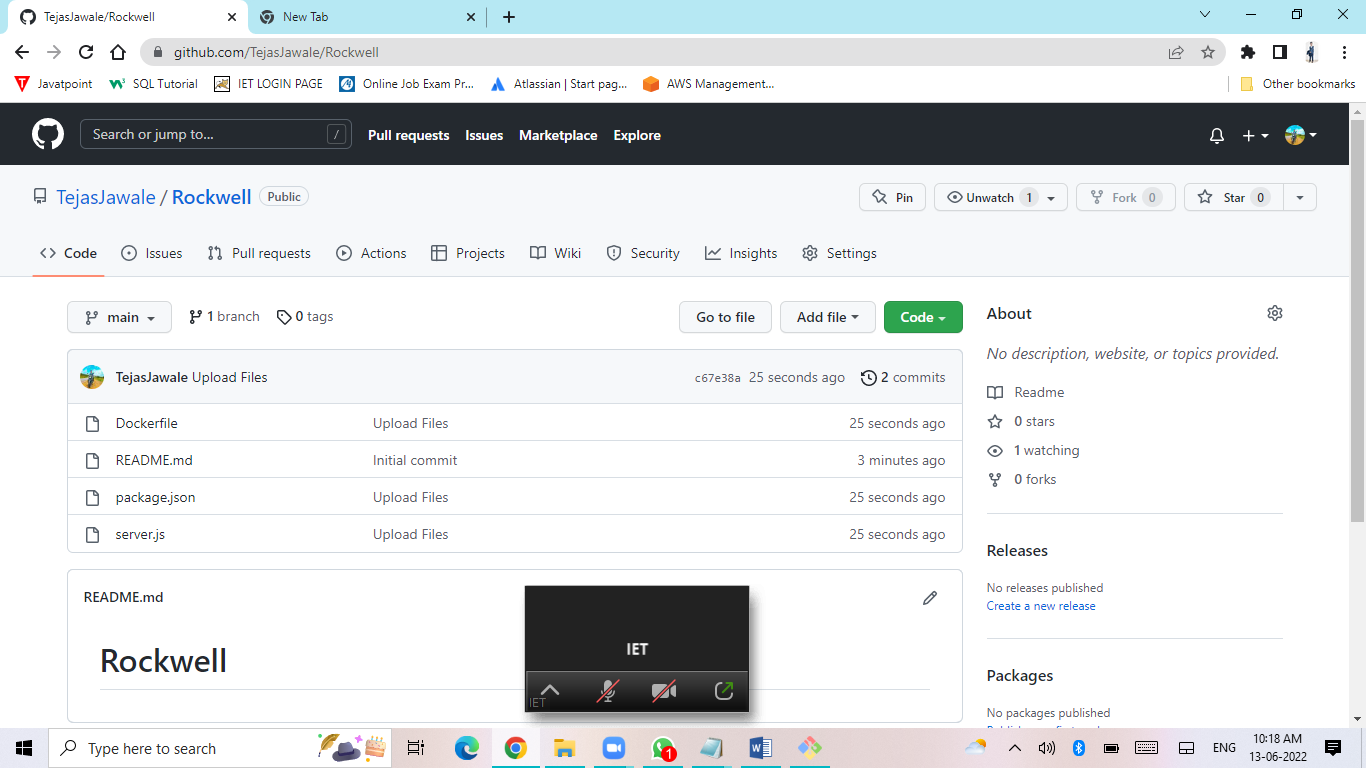 TejasJawale/Rockwell
New Tab
github.com/TejasJawale/Rockwell
Javatpoint
SQL Tutorial
IET LOGIN PAGE
Online Job Exam Pr...
Atlassian | Start pag...
AWS Management...
Other bookmarks
Search or jump to...
/
Pull requests
Issues
Marketplace
Explore
TejasJawale / Rockwell
Public
Pin
Unwatch 1
Fork 0
Star 0
Code
Issues
Pull requests
Actions
Projects
Wiki
Security
Insights
Settings
main
1 branch
0 tags
Go to file
Add file
Code
TejasJawale Upload Files
c67e38a 25 seconds ago
2 commits
Dockerfile Upload Files 25 seconds ago
README.md Initial commit 3 minutes ago
package.json Upload Files 25 seconds ago
server.js Upload Files 25 seconds ago
README.md
Rockwell
About
No description, website, or topics provided.
Readme
0 stars
1 watching
0 forks
Releases
No releases published
Create a new release
Packages
No packages published
IET
IET
Type here to search
1
ENG
10:18 AM
13-06-2022